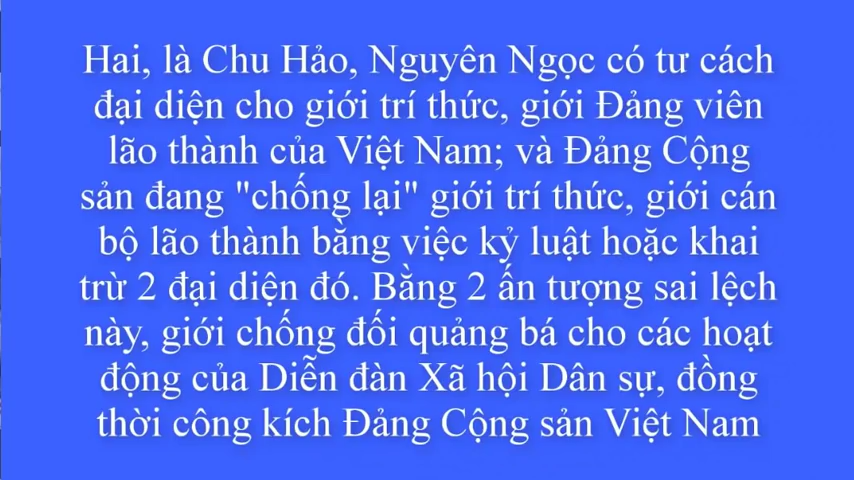 Hai, là Chu Hảo, Nguyên Ngọc có tư cách
đại diện cho giới trí thức, giới Đảng viên
lão thành của Việt Nam; và Đảng Cộng
sản đang "chống lại" giới trí thức, giới cán
bộ lão thành bằng việc kỷ luật hoặc khai
trừ 2 đại diện đó. Bằng 2 ấn tượng sai lệch
này, giới chống đối quảng bá cho các hoạt
động của Diễn đàn Xã hội Dân sự, đồng
thời công kích Đảng Cộng sản Việt Nam